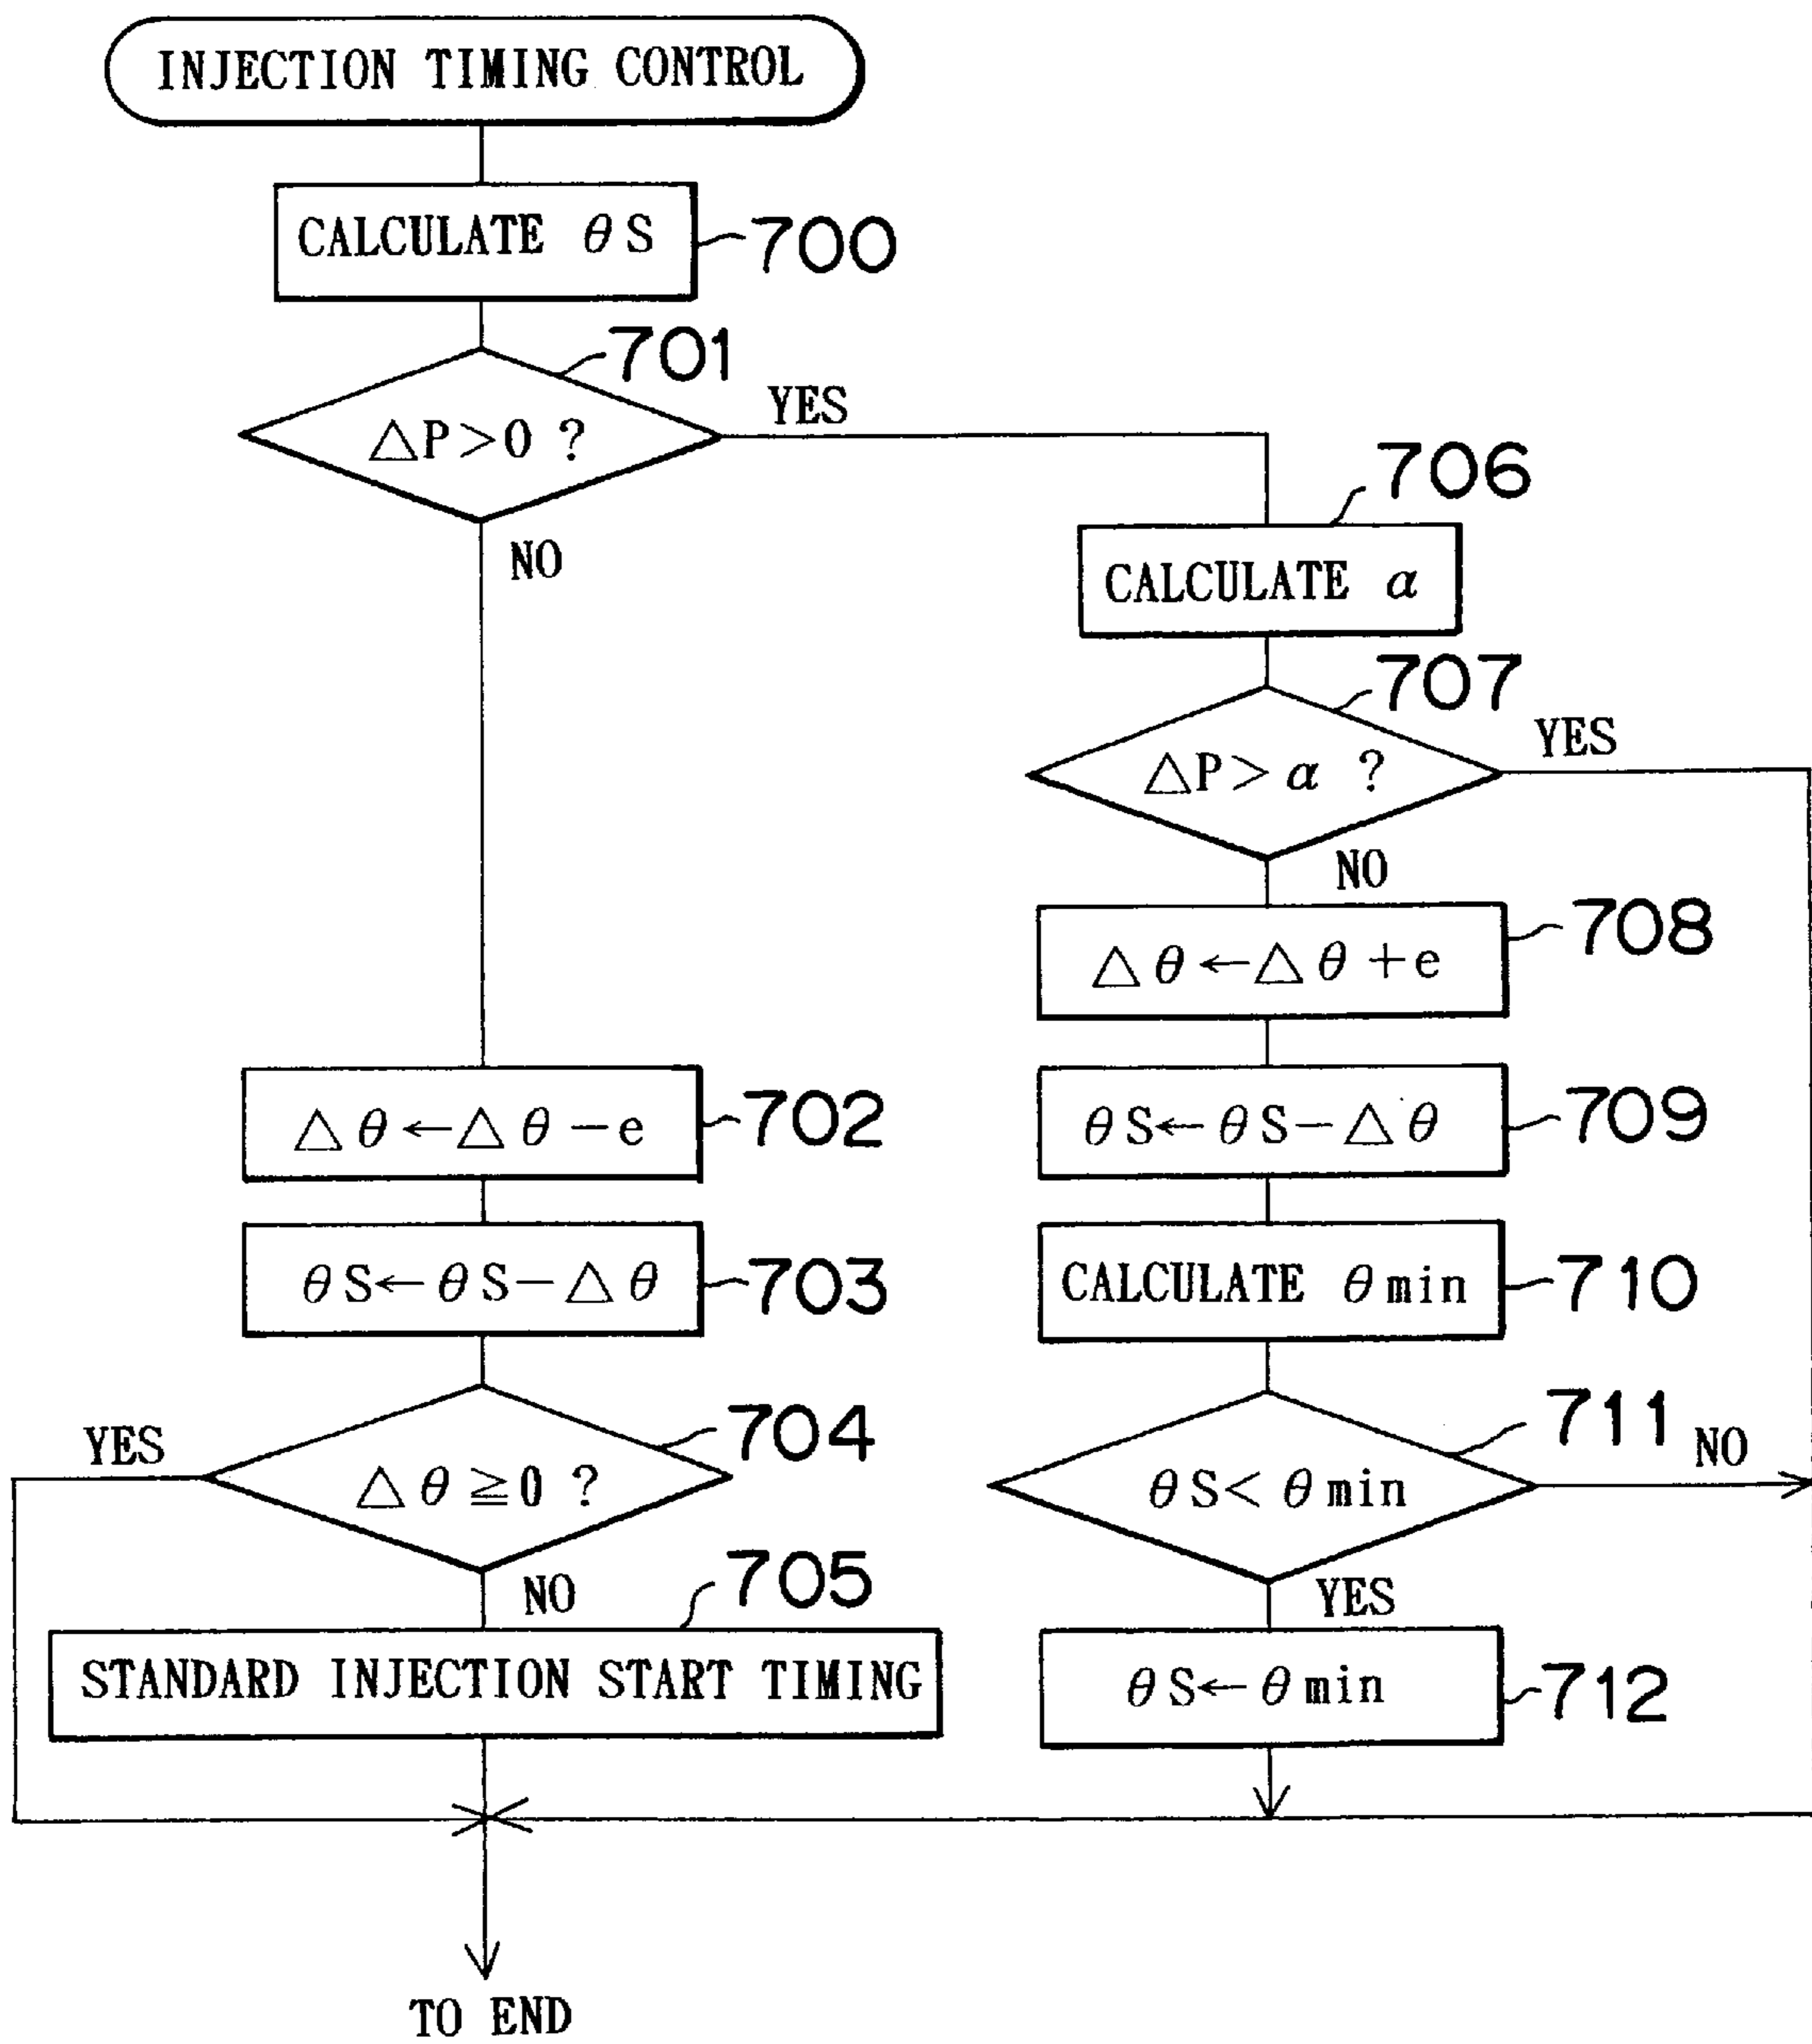 INJECTION TIMING CONTROL
CALCULATE θS
700
701
△P>0 ?
YES
NO
706
CALCULATE α
707
△P>α ?
YES
NO
△θ←△θ+e
708
△θ←△θ-e
702
θS←θS-△θ
709
θS←θS-△θ
703
CALCULATE θmin
710
704
YES
△θ≧0 ?
NO
711
NO
θS<θmin
YES
705
STANDARD INJECTION START TIMING
θS←θmin
712
TO END